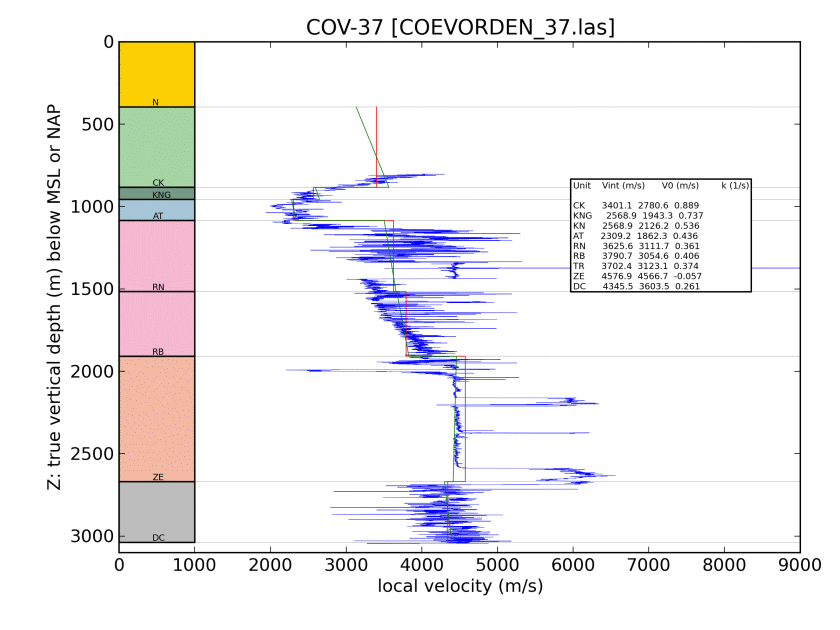 COV-37 [COEVORDEN_37.las]
0
500
1000
1500
2000
2500
3000
Z: true vertical depth (m) below MSL or NAP
N
CK
KNG
AT
RN
RB
ZE
DC
Unit Vint (m/s) V0 (m/s) k (1/s)
CK 3401.1 2780.6 0.889
KNG 2568.9 1943.3 0.737
KN 2568.9 2126.2 0.536
AT 2309.2 1862.3 0.436
RN 3625.6 3111.7 0.361
RB 3790.7 3054.6 0.406
TR 3702.4 3123.1 0.374
ZE 4576.9 4566.7 -0.057
DC 4345.5 3603.5 0.261
0 1000 2000 3000 4000 5000 6000 7000 8000 9000
local velocity (m/s)